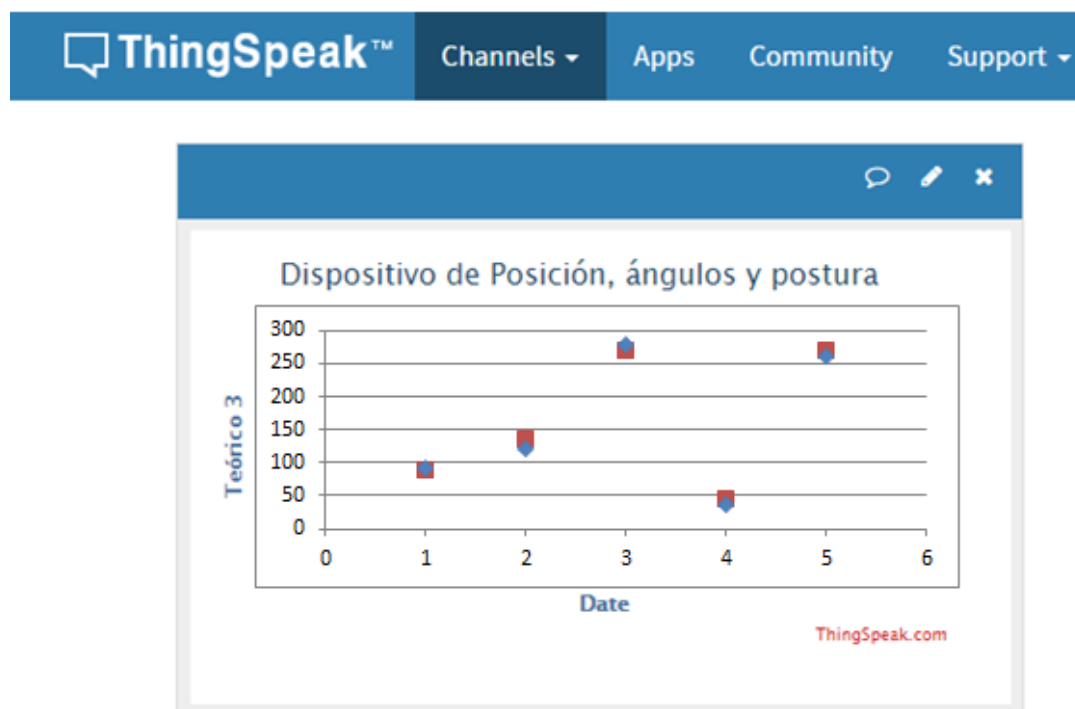 ThingSpeak™ Channels Apps Community Support
Dispositivo de Posición, ángulos y postura
300
250
200
150
100
50
0
Teórico 3
0 1 2 3 4 5 6
Date
ThingSpeak.com